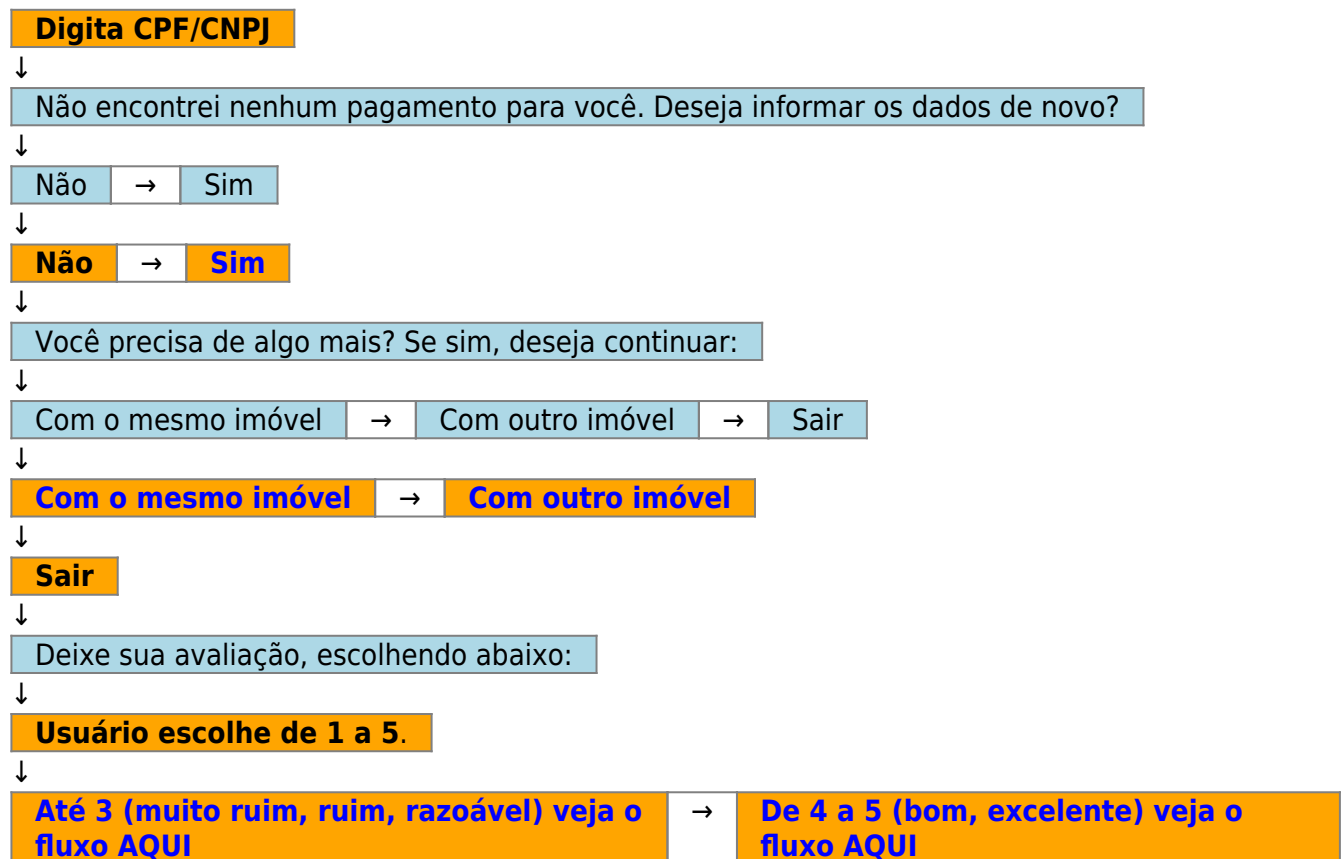 Digita CPF/CNPJ
↓
Não encontrei nenhum pagamento para você. Deseja informar os dados de novo?
↓
Não → Sim
↓
Não → Sim
↓
Você precisa de algo mais? Se sim, deseja continuar:
↓
Com o mesmo imóvel → Com outro imóvel → Sair
↓
Com o mesmo imóvel → Com outro imóvel
↓
Sair
↓
Deixe sua avaliação, escolhendo abaixo:
↓
Usuário escolhe de 1 a 5.
↓
Até 3 (muito ruim, ruim, razoável) veja o
fluxo AQUI
→
De 4 a 5 (bom, excelente) veja o
fluxo AQUI